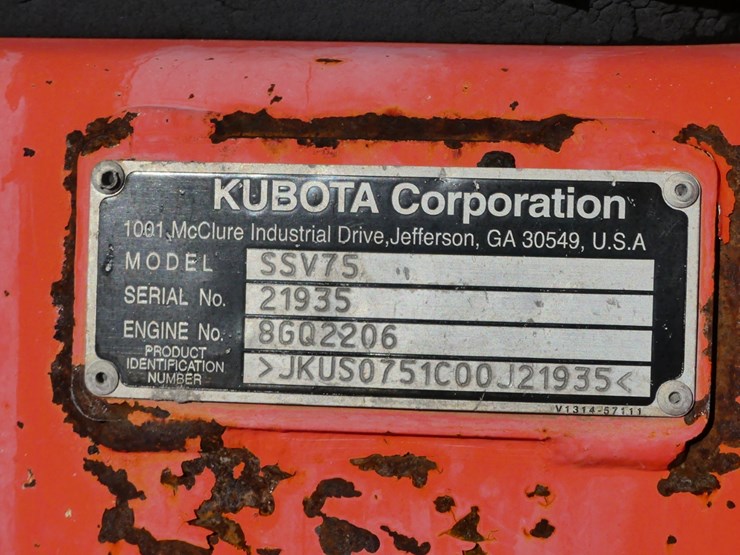 KUBOTA Corporation
1001 McClure Industrial Drive, Jefferson, GA 30549, U.S.A
MODEL SSV75
SERIAL No. 21935
ENGINE No. 8GQ2206
PRODUCT IDENTIFICATION NUMBER >JKUS0751C00J21935<
V1314-57111